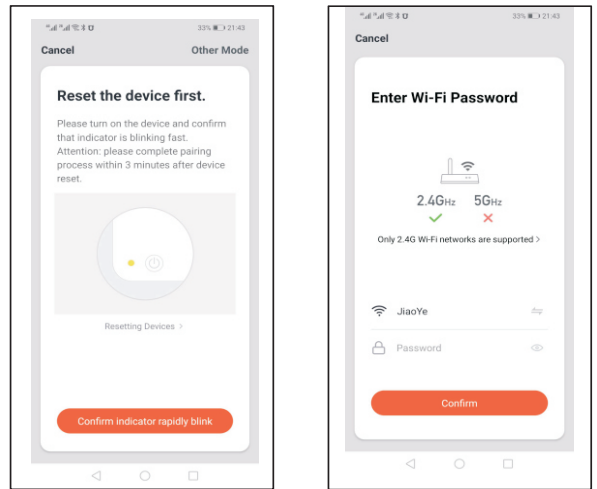 33% 21:43
Cancel Other Mode
Reset the device first.
Please turn on the device and confirm
that indicator is blinking fast.
Attention: please complete pairing
process within 3 minutes after device
reset.
Resetting Devices >
Confirm indicator rapidly blink
33% 21:43
Cancel
Enter Wi-Fi Password
2.4GHz 5GHz
Only 2.4G Wi-Fi networks are supported >
JiaoYe
Password
Confirm